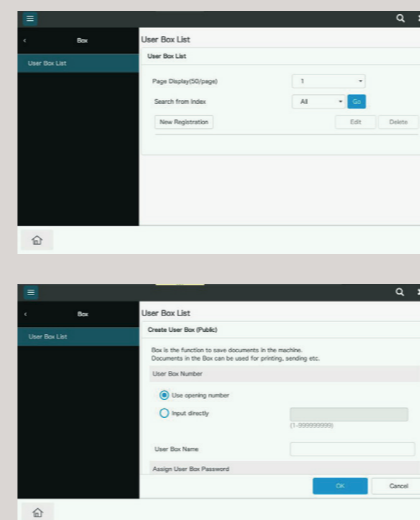 Box
User Box List
User Box List
User Box List
Page Display(50/page)
1
Search from Index
All
Go
New Registration
Edit
Delete
Box
User Box List
User Box List
Create User Box (Public)
Box is the function to save documents in the machine.
Documents in the Box can be used for printing, sending etc.
User Box Number
Use opening number
Input directly
(1-999999999)
User Box Name
Assign User Box Password
OK
Cancel